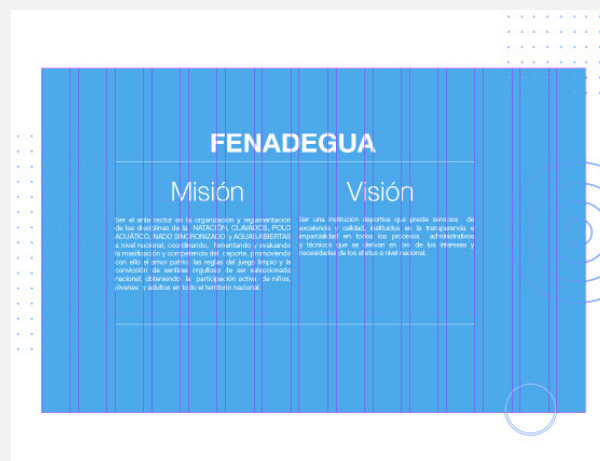 FENADEGUA
Misión
Ser el ente rector en la organización y reglamentación
de las disciplinas de la NATACIÓN, CLAVADOS, POLO
ACUÁTICO, NADO SINCRONIZADO y AGUAS ABIERTAS
a nivel nacional, coordinando, fomentando y evaluando
la masificación y competencia del deporte, promoviendo
con ello el amor patrio, las reglas del juego limpio y la
convicción de sentirse orgulloso de ser seleccionado
nacional, obteniendo la participación activa de niños,
jóvenes y adultos en todo el territorio nacional.
Visión
Ser una institución deportiva que preste servicios de
excelencia y calidad, instituidos en la transparencia e
imparcialidad en todos los procesos administrativos
y técnicos que se derivan en pro de los intereses y
necesidades de los atletas a nivel nacional.